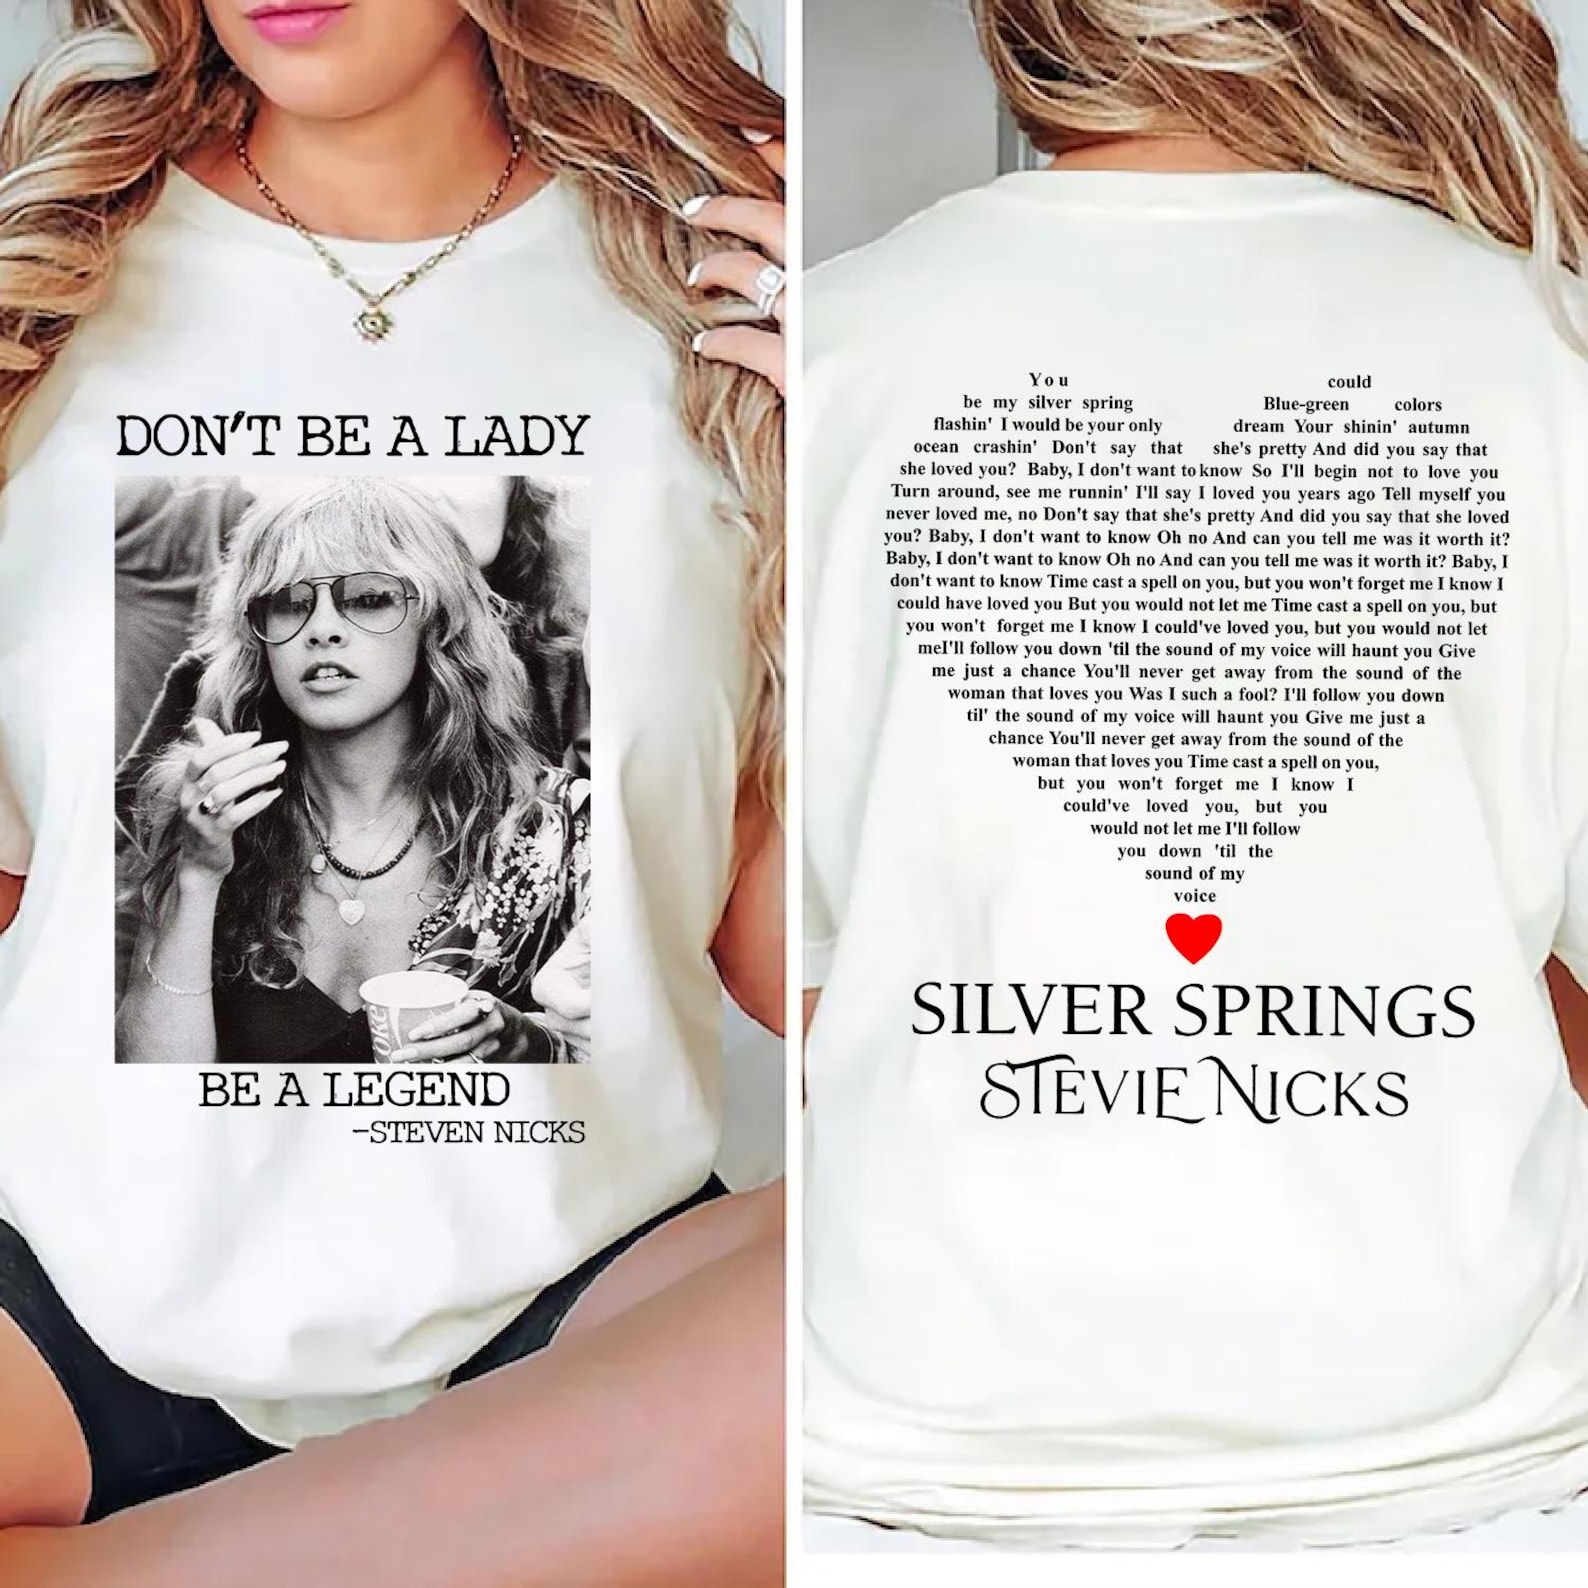 DON'T BE A LADY
BE A LEGEND
-STEVEN NICKS
You could
be my silver spring Blue-green colors
flashin' I would be your only dream Your shinin' autumn
ocean crashin' Don't say that she's pretty And did you say that
she loved you? Baby, I don't want to know So I'll begin not to love you
Turn around, see me runnin' I'll say I loved you years ago Tell myself you
never loved me, no Don't say that she's pretty And did you say that she loved
you? Baby, I don't want to know Oh no And can you tell me was it worth it?
Baby, I don't want to know Oh no And can you tell me was it worth it? Baby, I
don't want to know Time cast a spell on you, but you won't forget me I know I
could have loved you But you would not let me Time cast a spell on you, but
you won't forget me I know I could've loved you, but you would not let
meI'll follow you down 'til the sound of my voice will haunt you Give
me just a chance You'll never get away from the sound of the
woman that loves you Was I such a fool? I'll follow you down
til' the sound of my voice will haunt you Give me just a
chance You'll never get away from the sound of the
woman that loves you Time cast a spell on you,
but you won't forget me I know I
could've loved you, but you
would not let me I'll follow
you down 'til the
sound of my
voice
SILVER SPRINGS
STEVIE NICKS